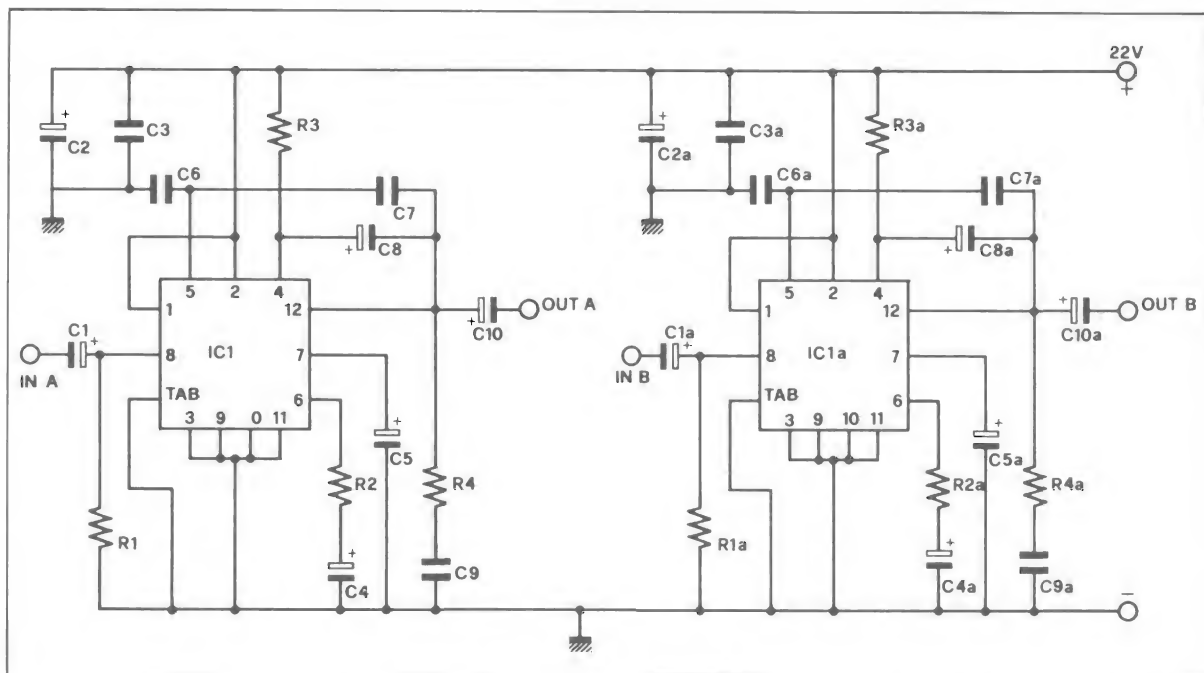 22V
+
+
C2
C3
R3
+
C2a
C3a
R3a
C6
C7
C6a
C7a
+
C8
+
C8a
5
2
4
1
12
+
C10
OUT A
5
2
4
1
12
+
C10a
OUT B
C1
+
IN A
8
IC1
7
C1a
+
IN B
8
IC1a
7
TAB
6
TAB
6
3
9
0
11
+
C5
3
9
10
11
+
C5a
R2
R4
R2a
R4a
R1
+
C4
C9
R1a
+
C4a
C9a
−